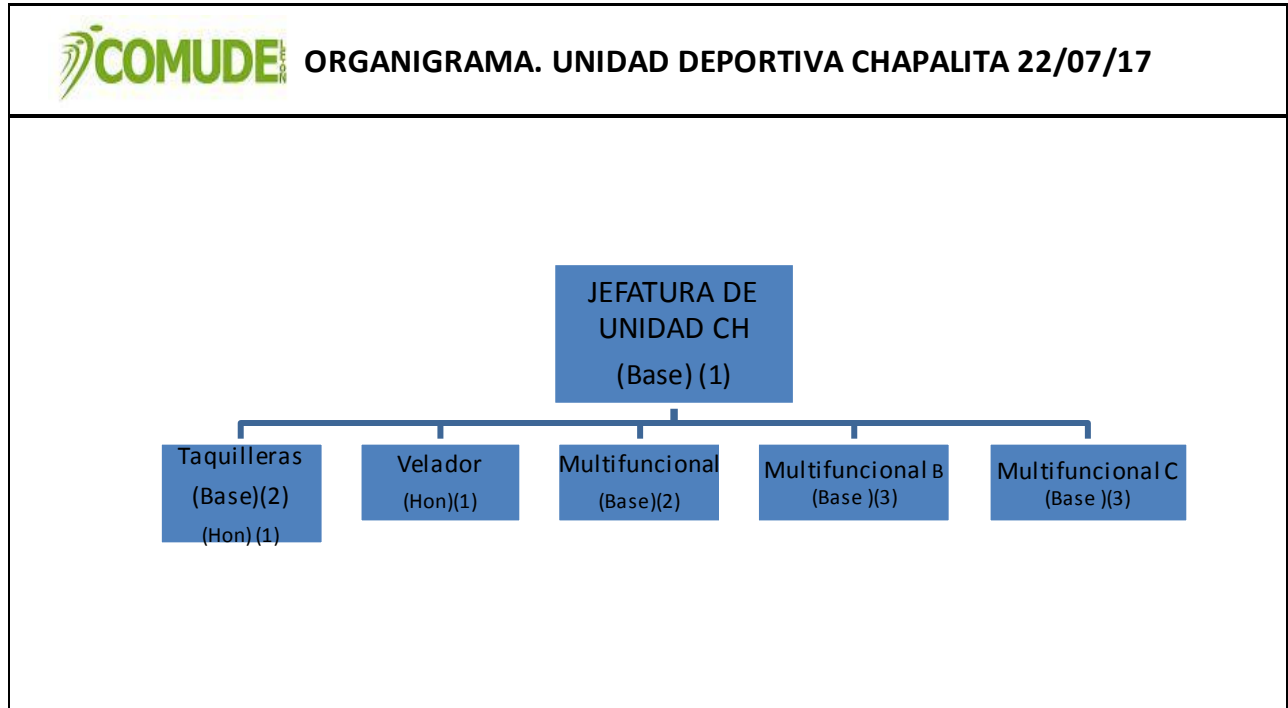 COMUDE LEÓN
ORGANIGRAMA. UNIDAD DEPORTIVA CHAPALITA 22/07/17
JEFATURA DE
UNIDAD CH
(Base) (1)
Taquilleras
(Base)(2)
(Hon) (1)
Velador
(Hon)(1)
Multifuncional
(Base)(2)
Multifuncional B
(Base )(3)
Multifuncional C
(Base )(3)